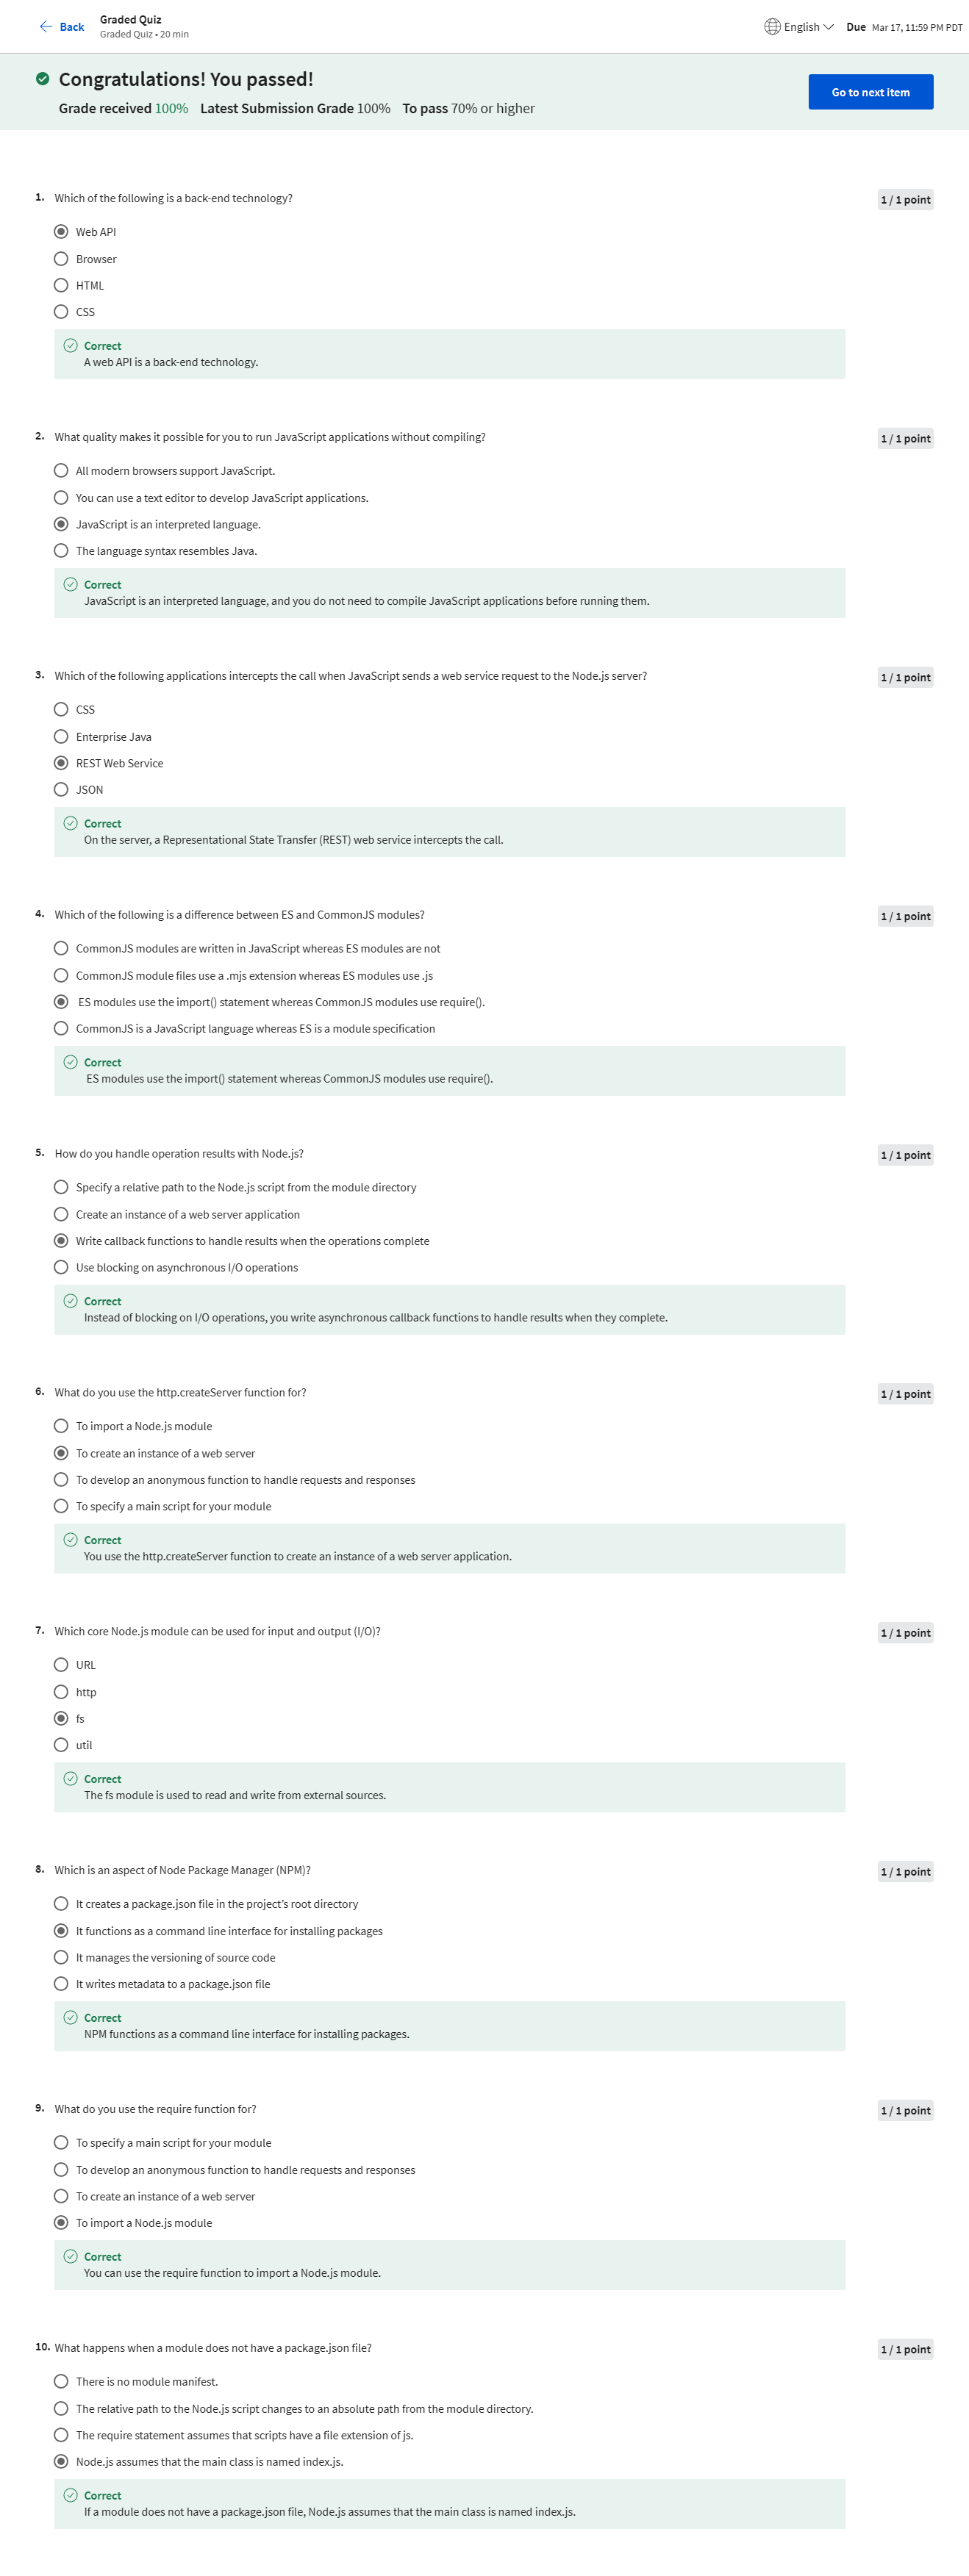 Back
Graded Quiz
Graded Quiz • 20 min
English
Due Mar 17, 11:59 PM PDT
Congratulations! You passed!
Grade received 100% Latest Submission Grade 100% To pass 70% or higher
Go to next item
1. Which of the following is a back-end technology?
1 / 1 point
Web API
Browser
HTML
CSS
Correct
A web API is a back-end technology.
2. What quality makes it possible for you to run JavaScript applications without compiling?
1 / 1 point
All modern browsers support JavaScript.
You can use a text editor to develop JavaScript applications.
JavaScript is an interpreted language.
The language syntax resembles Java.
Correct
JavaScript is an interpreted language, and you do not need to compile JavaScript applications before running them.
3. Which of the following applications intercepts the call when JavaScript sends a web service request to the Node.js server?
1 / 1 point
CSS
Enterprise Java
REST Web Service
JSON
Correct
On the server, a Representational State Transfer (REST) web service intercepts the call.
4. Which of the following is a difference between ES and CommonJS modules?
1 / 1 point
CommonJS modules are written in JavaScript whereas ES modules are not
CommonJS module files use a .mjs extension whereas ES modules use .js
ES modules use the import() statement whereas CommonJS modules use require().
CommonJS is a JavaScript language whereas ES is a module specification
Correct
ES modules use the import() statement whereas CommonJS modules use require().
5. How do you handle operation results with Node.js?
1 / 1 point
Specify a relative path to the Node.js script from the module directory
Create an instance of a web server application
Write callback functions to handle results when the operations complete
Use blocking on asynchronous I/O operations
Correct
Instead of blocking on I/O operations, you write asynchronous callback functions to handle results when they complete.
6. What do you use the http.createServer function for?
1 / 1 point
To import a Node.js module
To create an instance of a web server
To develop an anonymous function to handle requests and responses
To specify a main script for your module
Correct
You use the http.createServer function to create an instance of a web server application.
7. Which core Node.js module can be used for input and output (I/O)?
1 / 1 point
URL
http
fs
util
Correct
The fs module is used to read and write from external sources.
8. Which is an aspect of Node Package Manager (NPM)?
1 / 1 point
It creates a package.json file in the project’s root directory
It functions as a command line interface for installing packages
It manages the versioning of source code
It writes metadata to a package.json file
Correct
NPM functions as a command line interface for installing packages.
9. What do you use the require function for?
1 / 1 point
To specify a main script for your module
To develop an anonymous function to handle requests and responses
To create an instance of a web server
To import a Node.js module
Correct
You can use the require function to import a Node.js module.
10. What happens when a module does not have a package.json file?
1 / 1 point
There is no module manifest.
The relative path to the Node.js script changes to an absolute path from the module directory.
The require statement assumes that scripts have a file extension of js.
Node.js assumes that the main class is named index.js.
Correct
If a module does not have a package.json file, Node.js assumes that the main class is named index.js.